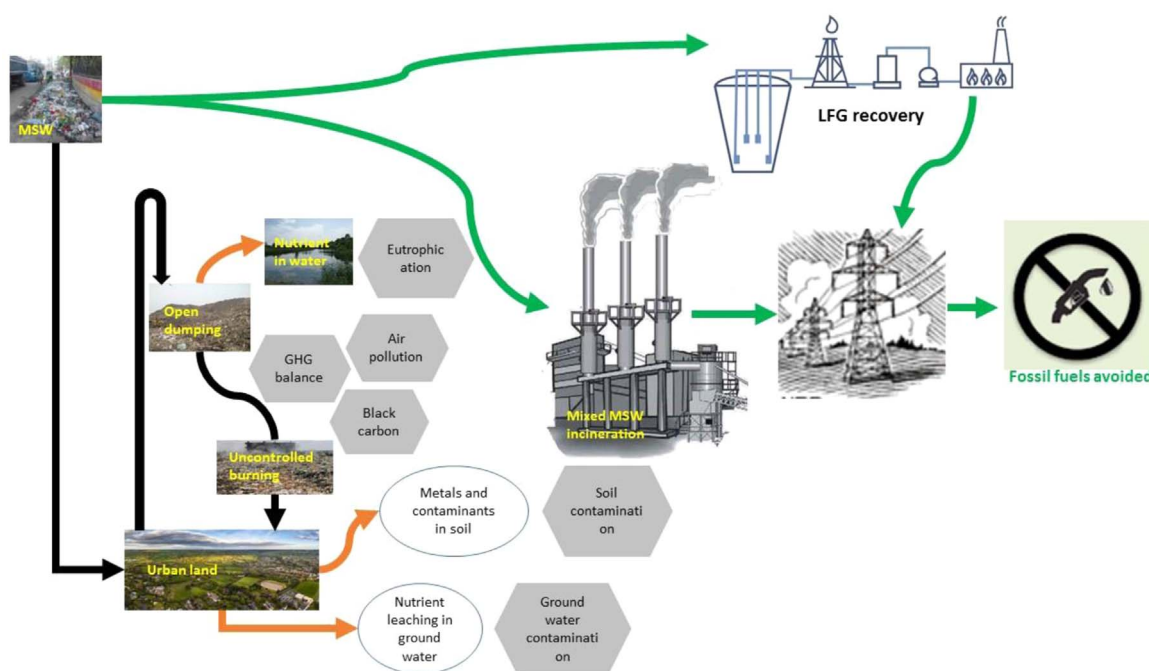 MSW
LFG recovery
Nutrient
in water
Eutrophic
ation
Open
dumping
GHG
balance
Air
pollution
Black
carbon
Uncontrolled
burning
Mixed MSW
incineration
Fossil fuels avoided
Metals and
contaminants
in soil
Soil
contaminati
on
Urban land
Nutrient
leaching in
ground
water
Ground
water
contaminati
on